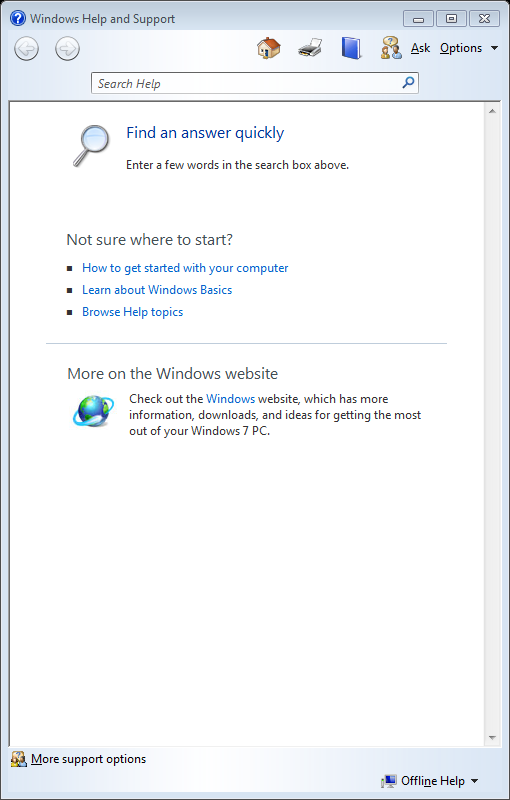 Windows Help and Support
Ask Options
Search Help
Find an answer quickly
Enter a few words in the search box above.
Not sure where to start?
How to get started with your computer
Learn about Windows Basics
Browse Help topics
More on the Windows website
Check out the Windows website, which has more
information, downloads, and ideas for getting the most
out of your Windows 7 PC.
More support options
Offline Help